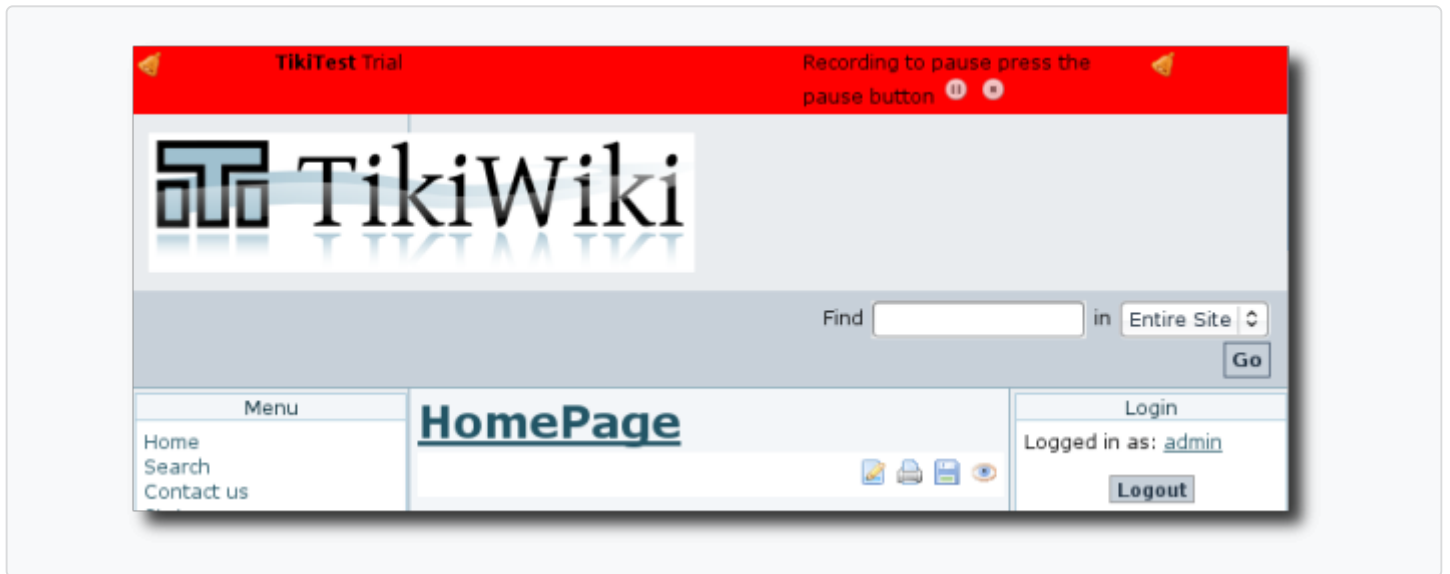 TikiTest Trial
Recording to pause press the
pause button
TikiWiki
Find in Entire Site
Go
Menu
Home
Search
Contact us
HomePage
Login
Logged in as: admin
Logout